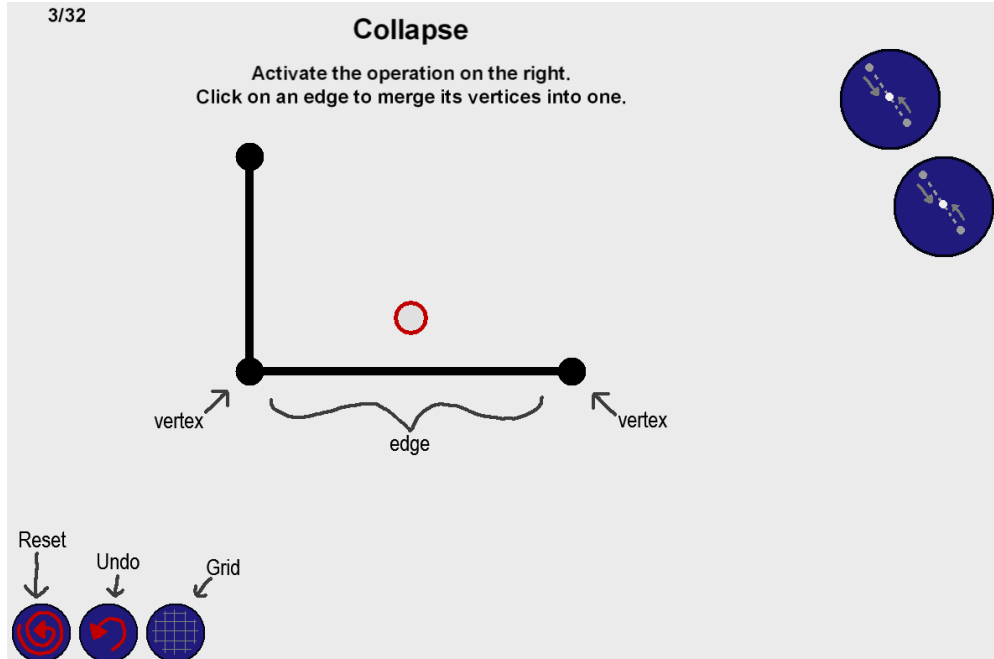 3/32
Collapse
Activate the operation on the right.
Click on an edge to merge its vertices into one.
vertex
edge
vertex
Reset
Undo
Grid